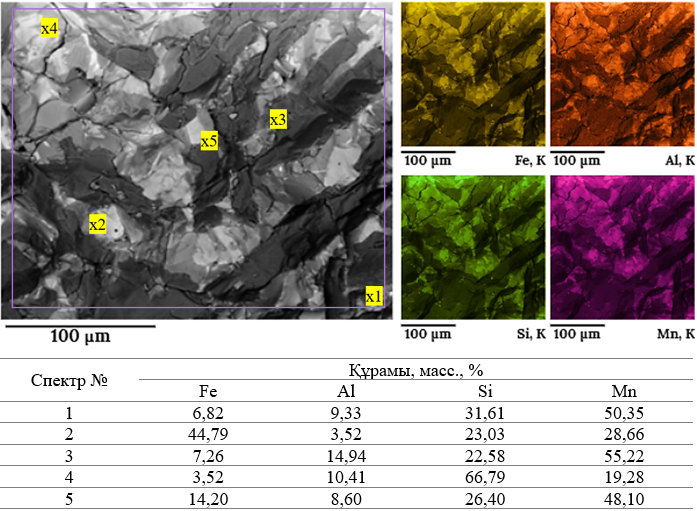 x4
x3
x5
x2
x1
100 µm
100 µm
Fe, K
100 µm
Al, K
100 µm
Si, K
100 µm
Mn, K
Спектр №
Құрамы, масс., %
Fe Al Si Mn
1 6,82 9,33 31,61 50,35
2 44,79 3,52 23,03 28,66
3 7,26 14,94 22,58 55,22
4 3,52 10,41 66,79 19,28
5 14,20 8,60 26,40 48,10